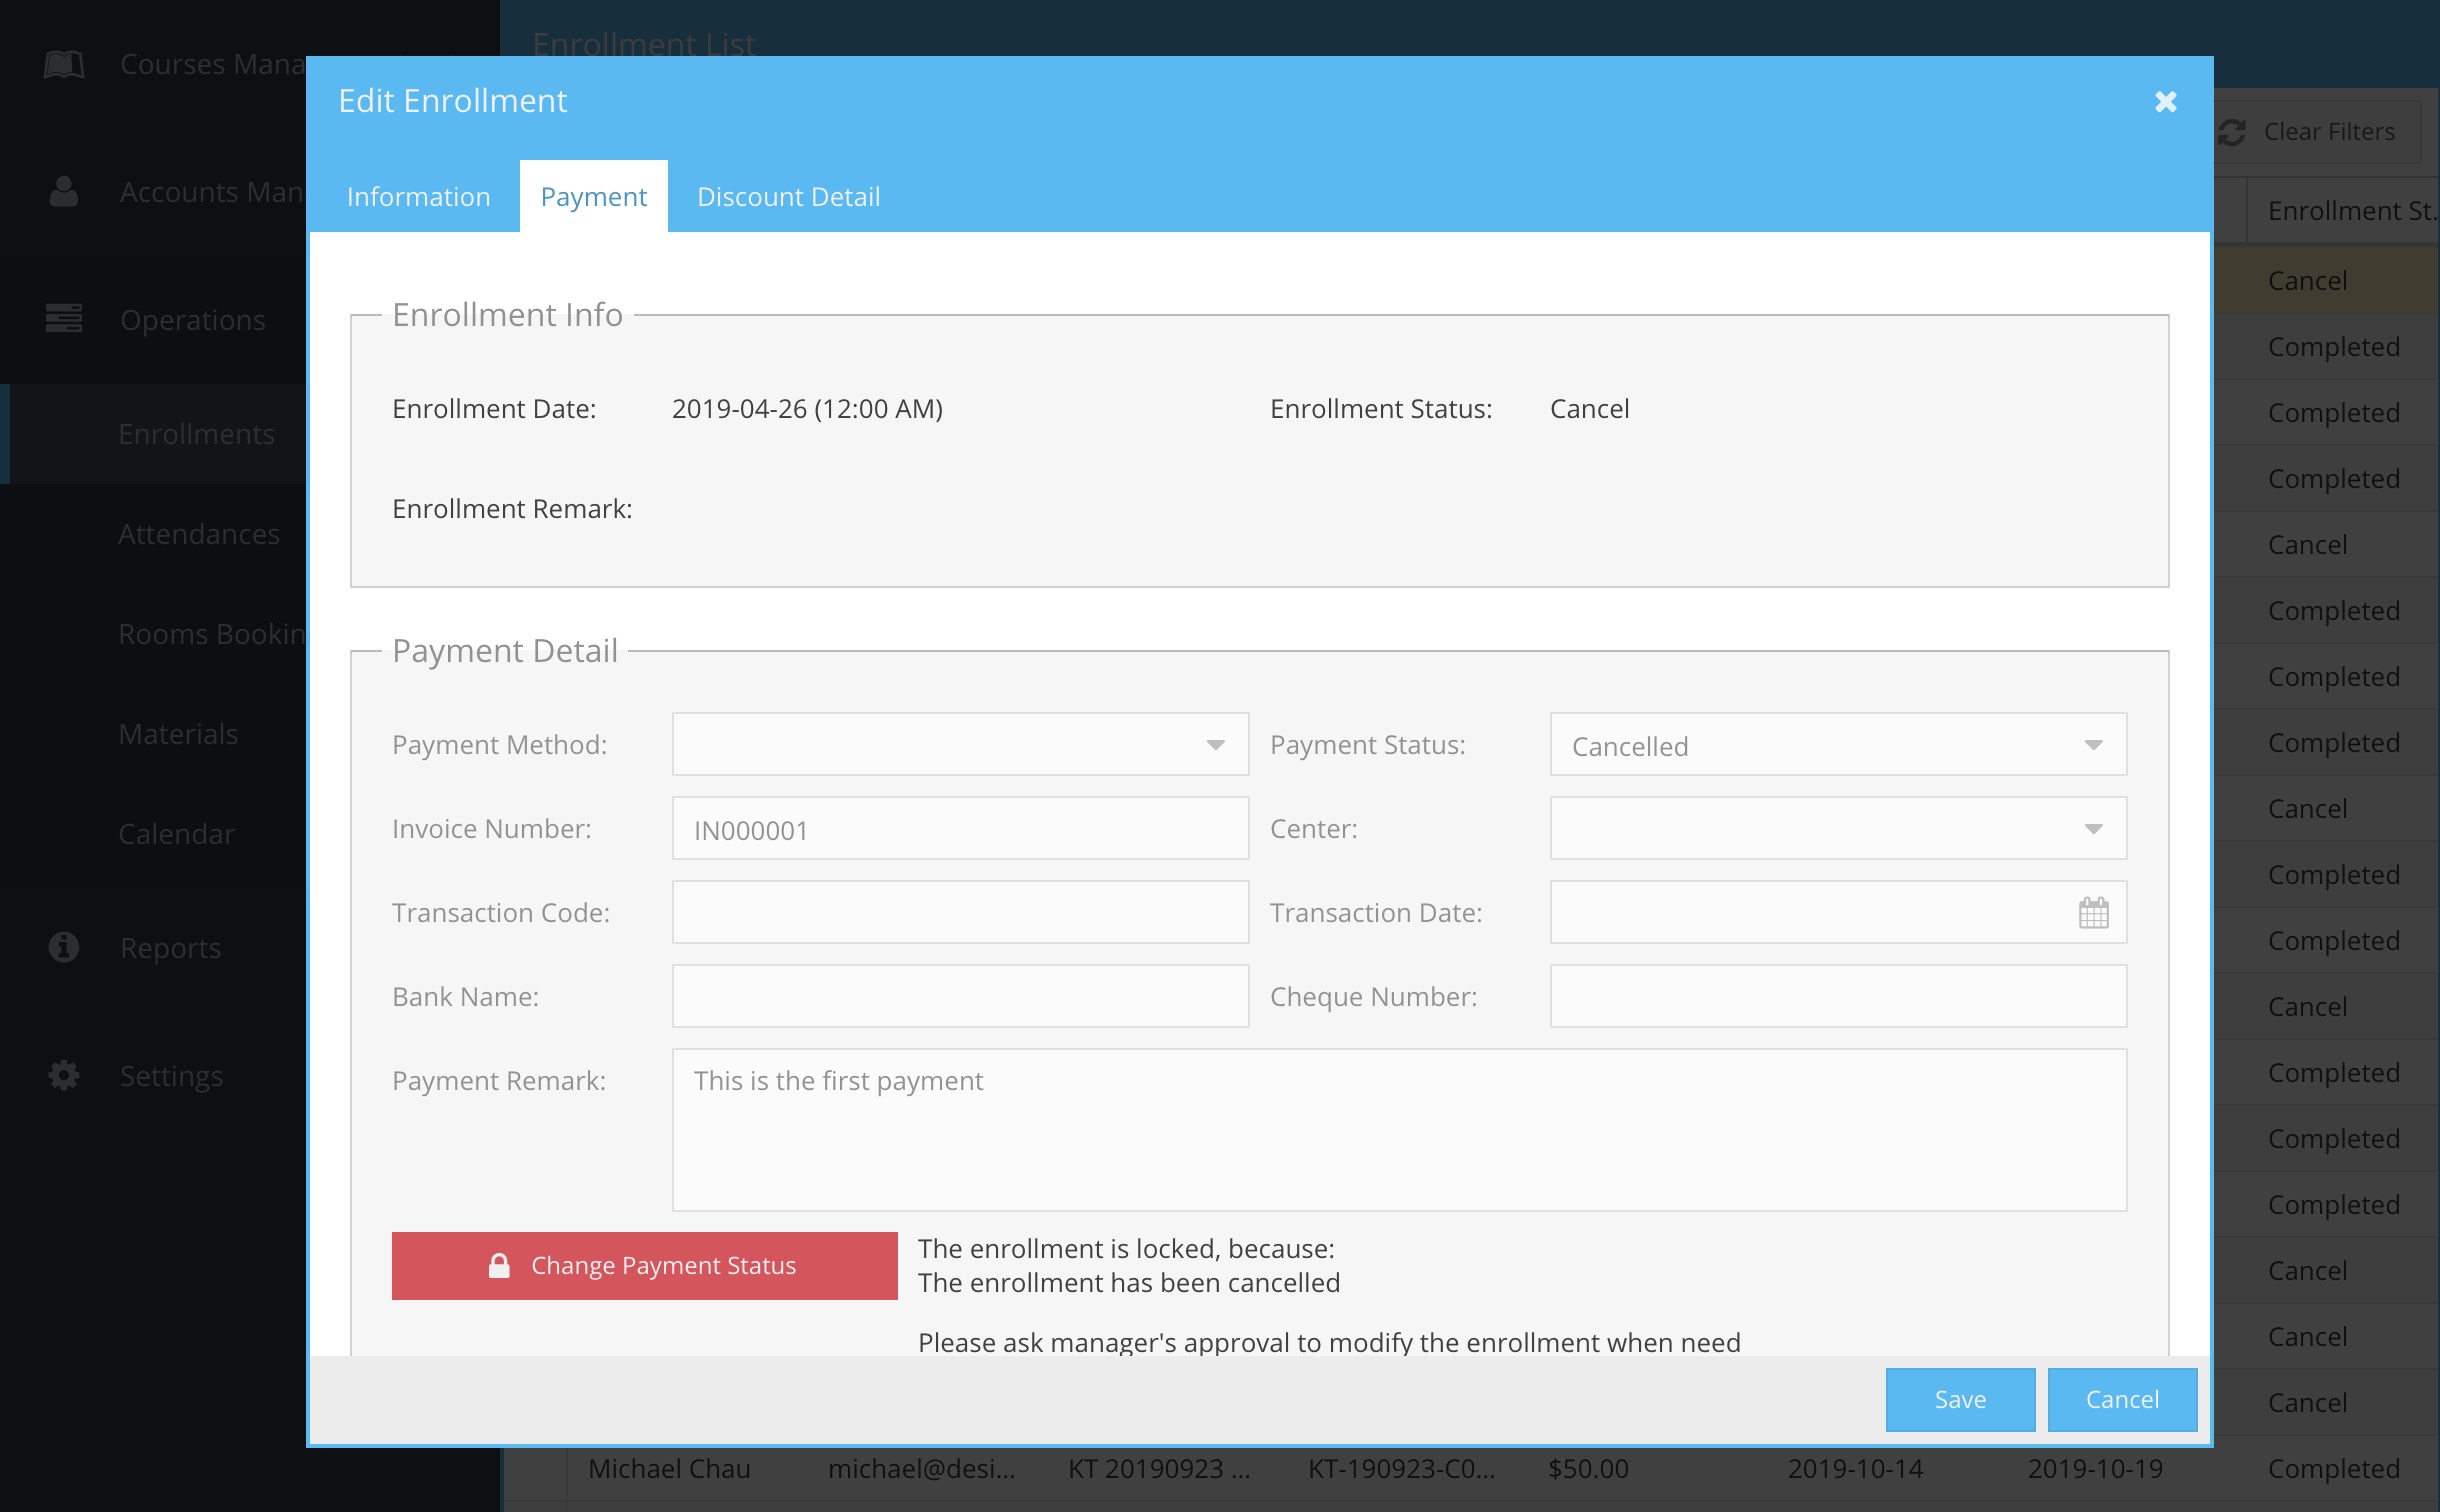 Courses Mana
Accounts Man
Operations
Enrollments
Attendances
Rooms Bookin
Materials
Calendar
Reports
Settings
Enrollment List
Clear Filters
Edit Enrollment
Information
Payment
Discount Detail
Enrollment Info
Enrollment Date: 2019-04-26 (12:00 AM)
Enrollment Status: Cancel
Enrollment Remark:
Payment Detail
Payment Method:
Payment Status: Cancelled
Invoice Number: IN000001
Center:
Transaction Code:
Transaction Date:
Bank Name:
Cheque Number:
Payment Remark: This is the first payment
Change Payment Status
The enrollment is locked, because:
The enrollment has been cancelled
Please ask manager's approval to modify the enrollment when need
Save
Cancel
Enrollment St.
Cancel
Completed
Completed
Completed
Cancel
Completed
Completed
Completed
Cancel
Completed
Completed
Cancel
Completed
Completed
Completed
Cancel
Cancel
Cancel
Michael Chau michael@desi... KT 20190923 ... KT-190923-C0... $50.00 2019-10-14 2019-10-19 Completed